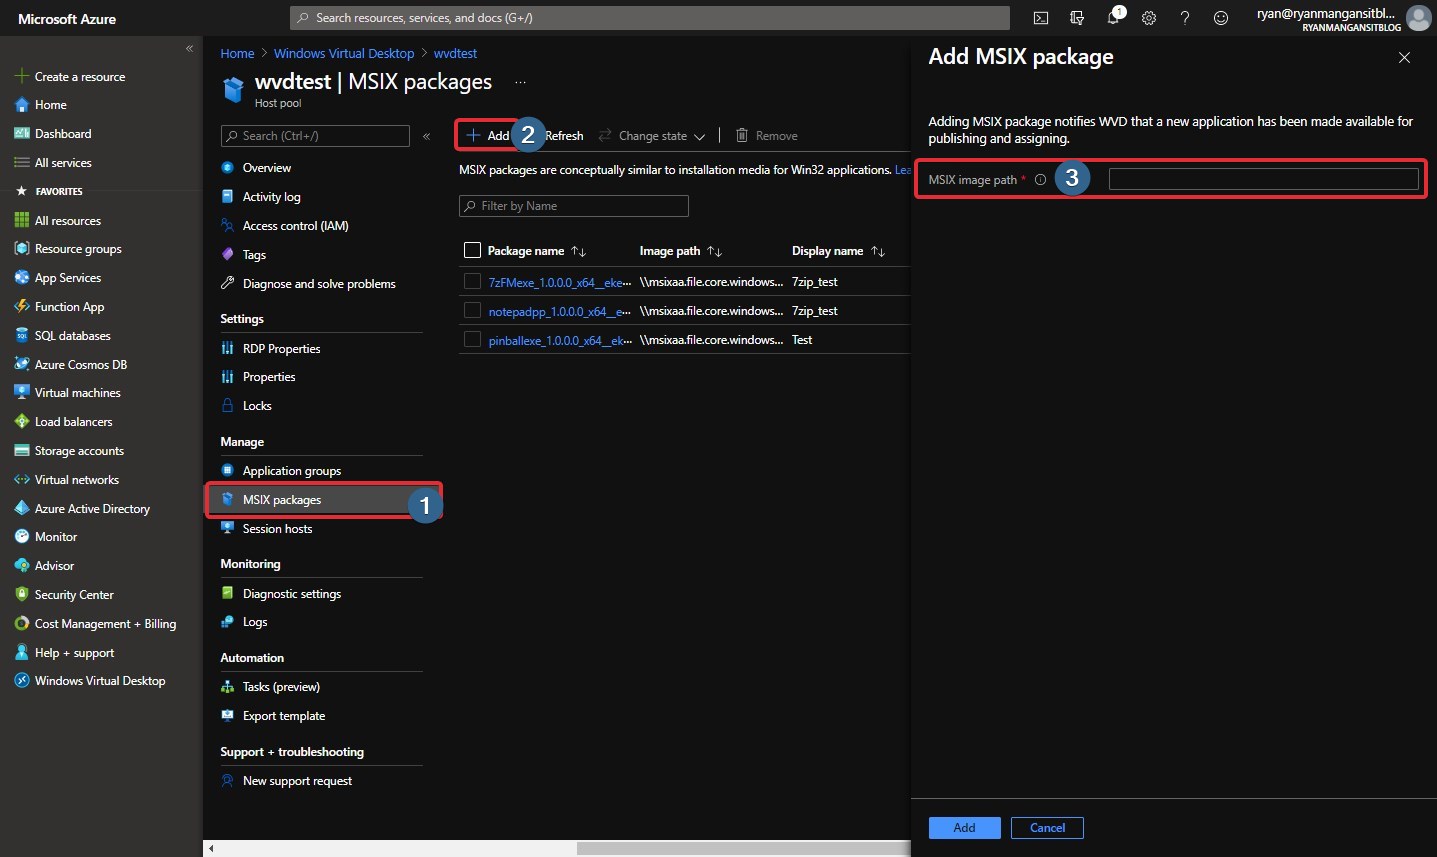 Microsoft Azure
Search resources, services, and docs (G+/)
1
ryan@ryanmangansitbl...
RYANMANGANSITBLOG
«
Create a resource
Home
Dashboard
All services
FAVORITES
All resources
Resource groups
App Services
Function App
SQL databases
Azure Cosmos DB
Virtual machines
Load balancers
Storage accounts
Virtual networks
Azure Active Directory
Monitor
Advisor
Security Center
Cost Management + Billing
Help + support
Windows Virtual Desktop
Home > Windows Virtual Desktop > wvdtest
wvdtest | MSIX packages ...
Host pool
Search (Ctrl+/) «
Overview
Activity log
Access control (IAM)
Tags
Diagnose and solve problems
Settings
RDP Properties
Properties
Locks
Manage
Application groups
MSIX packages 1
Session hosts
Monitoring
Diagnostic settings
Logs
Automation
Tasks (preview)
Export template
Support + troubleshooting
New support request
+ Add 2 Refresh Change state | Remove
MSIX packages are conceptually similar to installation media for Win32 applications. Lea
Filter by Name
Package name ↑↓ Image path ↑↓ Display name ↑↓
7zFMexe_1.0.0.0_x64__eke... \\msixaa.file.core.windows... 7zip_test
notepadpp_1.0.0.0_x64__e... \\msixaa.file.core.windows... 7zip_test
pinballexe_1.0.0.0_x64__ek... \\msixaa.file.core.windows... Test
Add MSIX package
Adding MSIX package notifies WVD that a new application has been made available for
publishing and assigning.
MSIX image path * 3
Add Cancel